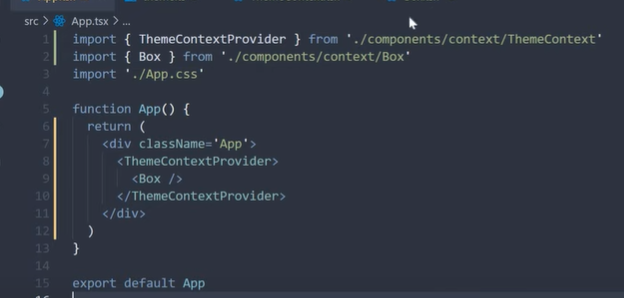 src > App.tsx > ...
1 import { ThemeContextProvider } from './components/context/ThemeContext'
2 import { Box } from './components/context/Box'
3 import './App.css'
4
5 function App() {
6 return (
7 <div className='App'>
8 <ThemeContextProvider>
9 <Box />
10 </ThemeContextProvider>
11 </div>
12 )
13 }
14
15 export default App
16